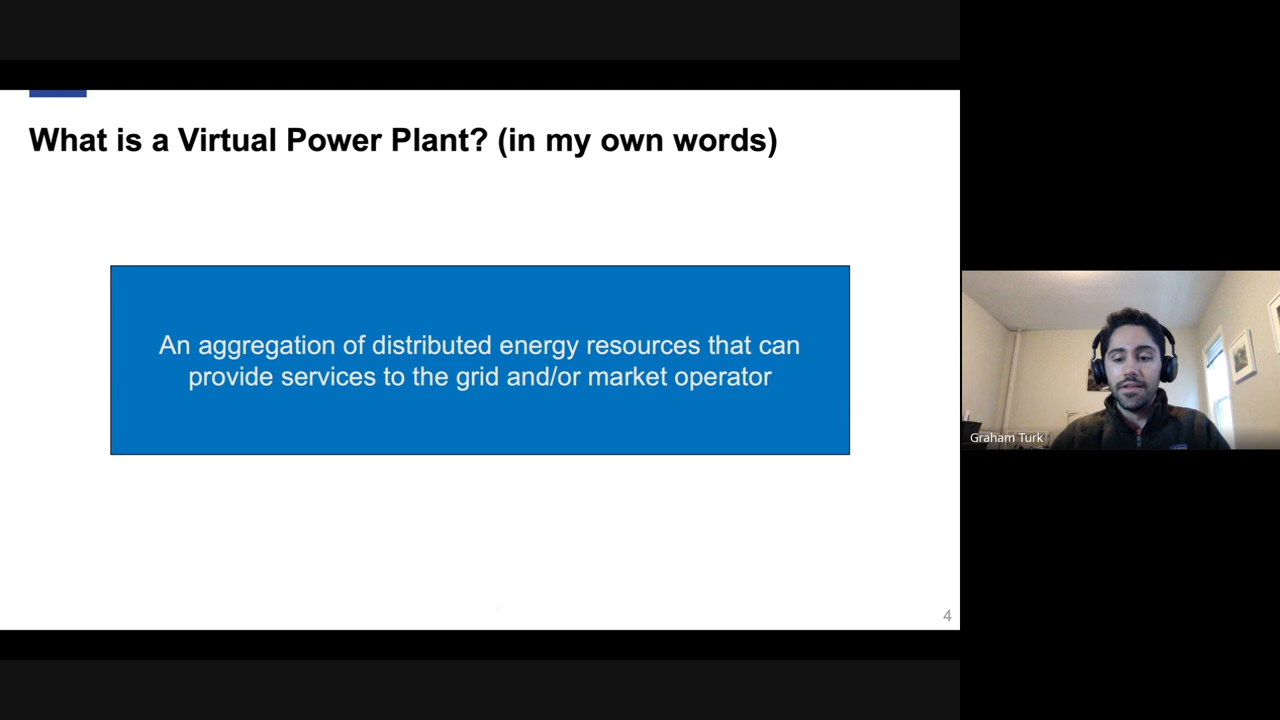 What is a Virtual Power Plant? (in my own words)
An aggregation of distributed energy resources that can
provide services to the grid and/or market operator
4
Graham Turk